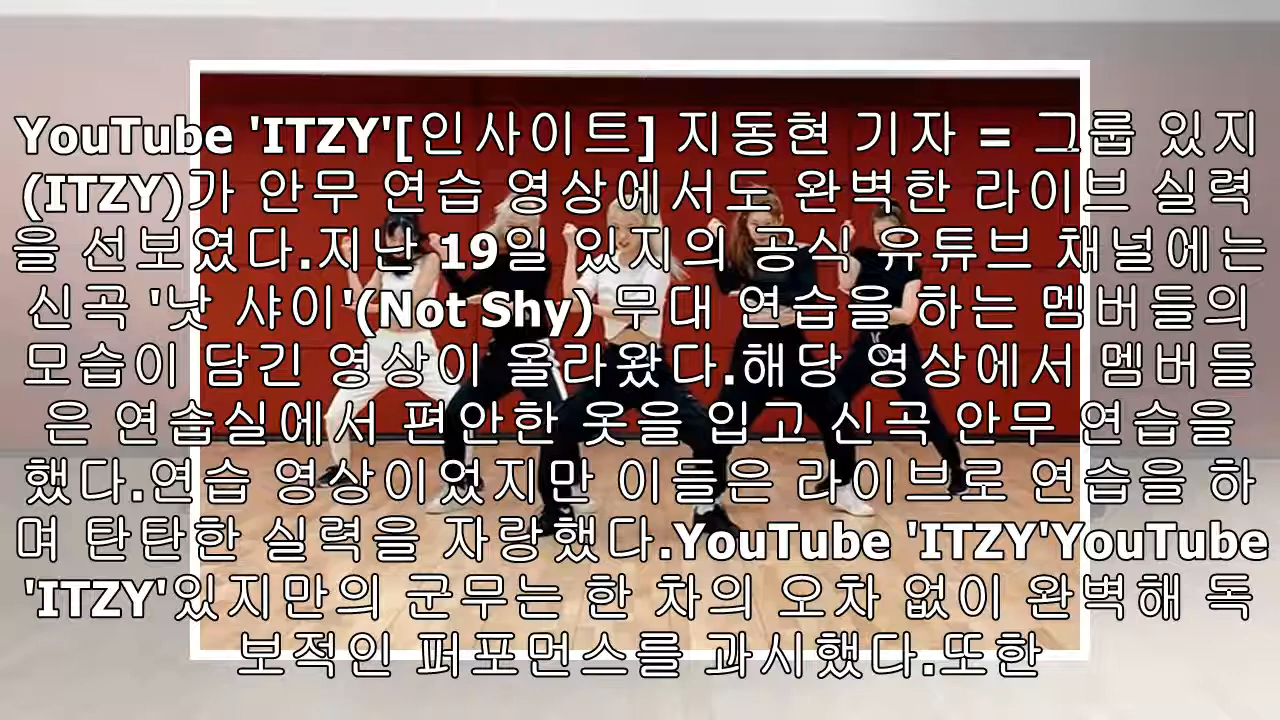 YouTube 'ITZY'[인사이트] 지동현 기자 = 그룹 있지
(ITZY)가 안무 연습 영상에서도 완벽한 라이브 실력
을 선보였다.지난 19일 있지의 공식 유튜브 채널에는
신곡 '낫 샤이'(Not Shy) 무대 연습을 하는 멤버들의
모습이 담긴 영상이 올라왔다.해당 영상에서 멤버들
은 연습실에서 편안한 옷을 입고 신곡 안무 연습을
했다.연습 영상이었지만 이들은 라이브로 연습을 하
며 탄탄한 실력을 자랑했다.YouTube 'ITZY'YouTube
'ITZY'있지만의 군무는 한 차의 오차 없이 완벽해 독
보적인 퍼포먼스를 과시했다.또한